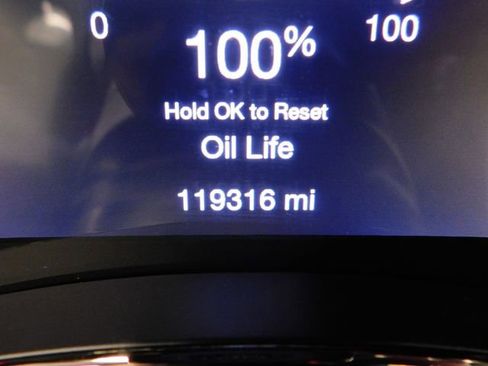 0 100% 100
Hold OK to Reset
Oil Life
119316 mi